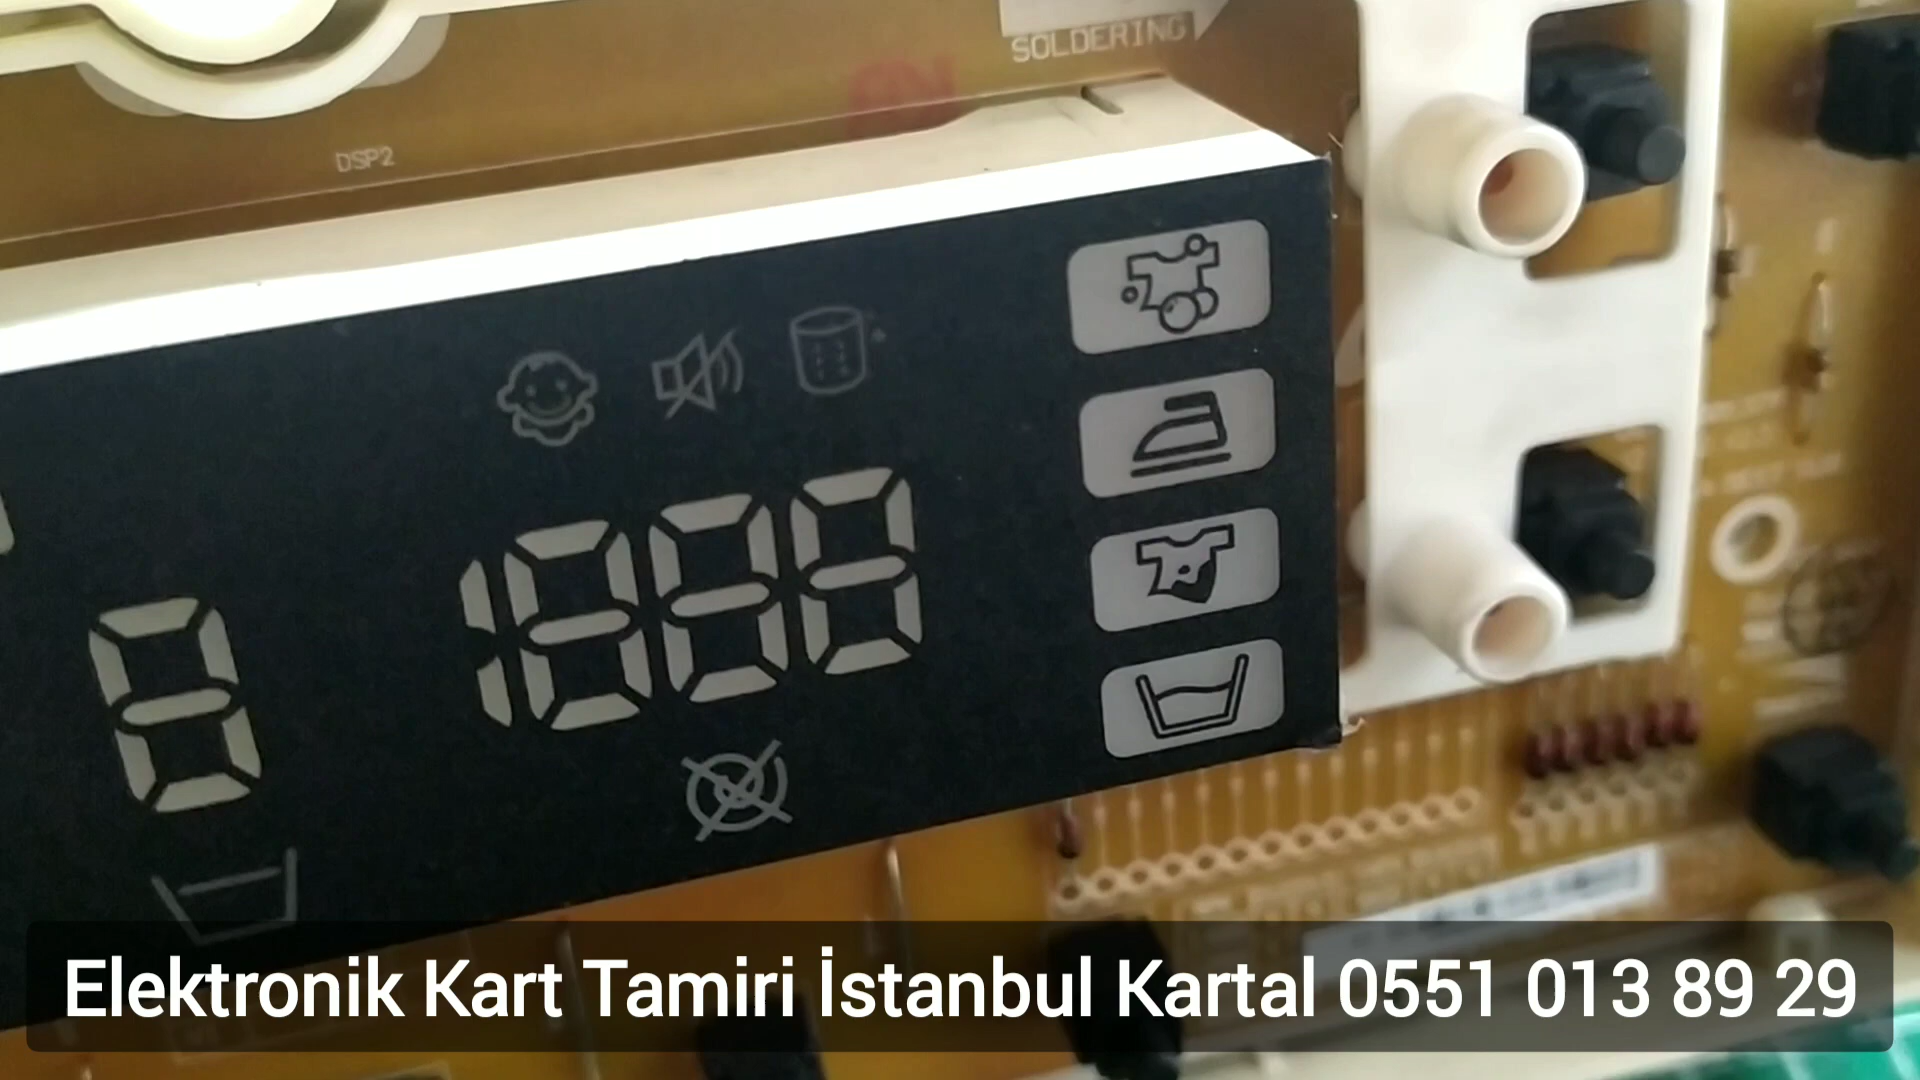 SOLDERING
DSP2
Elektronik Kart Tamiri İstanbul Kartal 0551 013 89 29